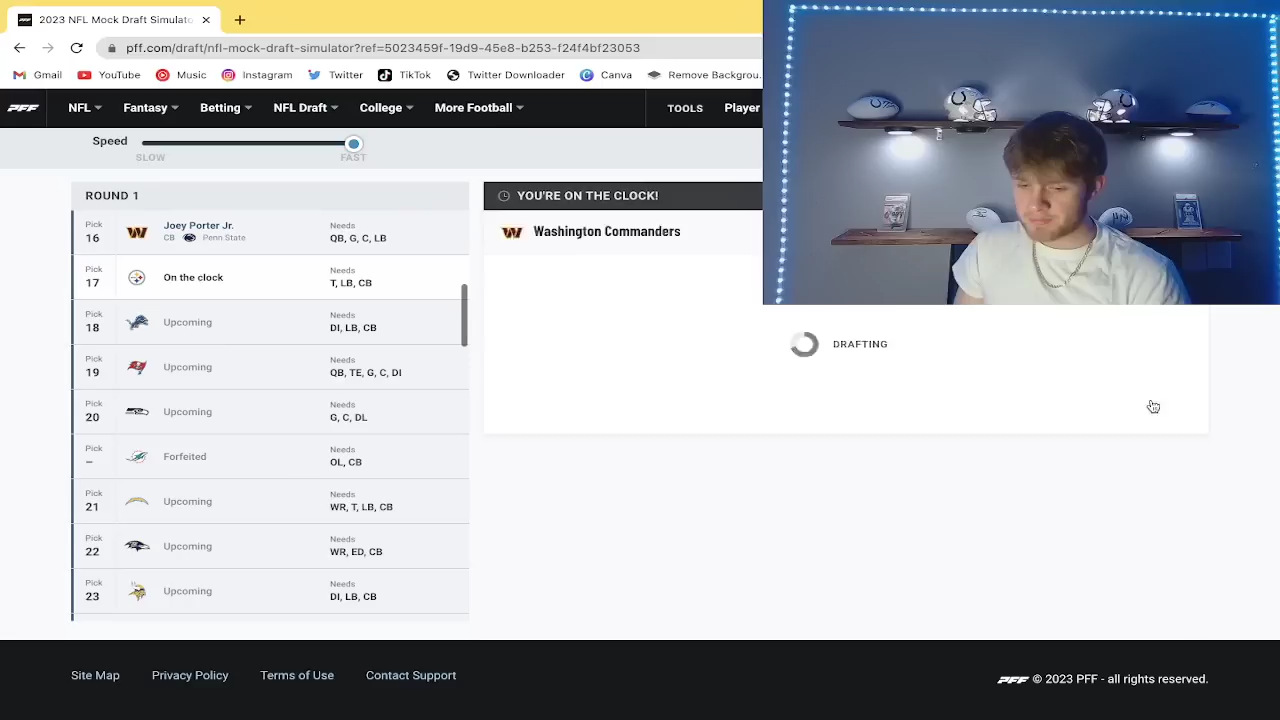 2023 NFL Mock Draft Simulato
pff.com/draft/nfl-mock-draft-simulator?ref=5023459f-19d9-45e8-b253-f24f4bf23053
Gmail YouTube Music Instagram Twitter TikTok Twitter Downloader Canva Remove Backgrou...
PFF NFL Fantasy Betting NFL Draft College More Football TOOLS Player
Speed
SLOW FAST
ROUND 1
YOU'RE ON THE CLOCK!
Washington Commanders
DRAFTING
Pick 16 Joey Porter Jr. Needs
CB Penn State QB, G, C, LB
Pick 17 On the clock Needs
T, LB, CB
Pick 18 Upcoming Needs
DI, LB, CB
Pick 19 Upcoming Needs
QB, TE, G, C, DI
Pick 20 Upcoming Needs
G, C, DL
Pick – Forfeited Needs
OL, CB
Pick 21 Upcoming Needs
WR, T, LB, CB
Pick 22 Upcoming Needs
WR, ED, CB
Pick 23 Upcoming Needs
DI, LB, CB
Site Map Privacy Policy Terms of Use Contact Support
PFF © 2023 PFF - all rights reserved.